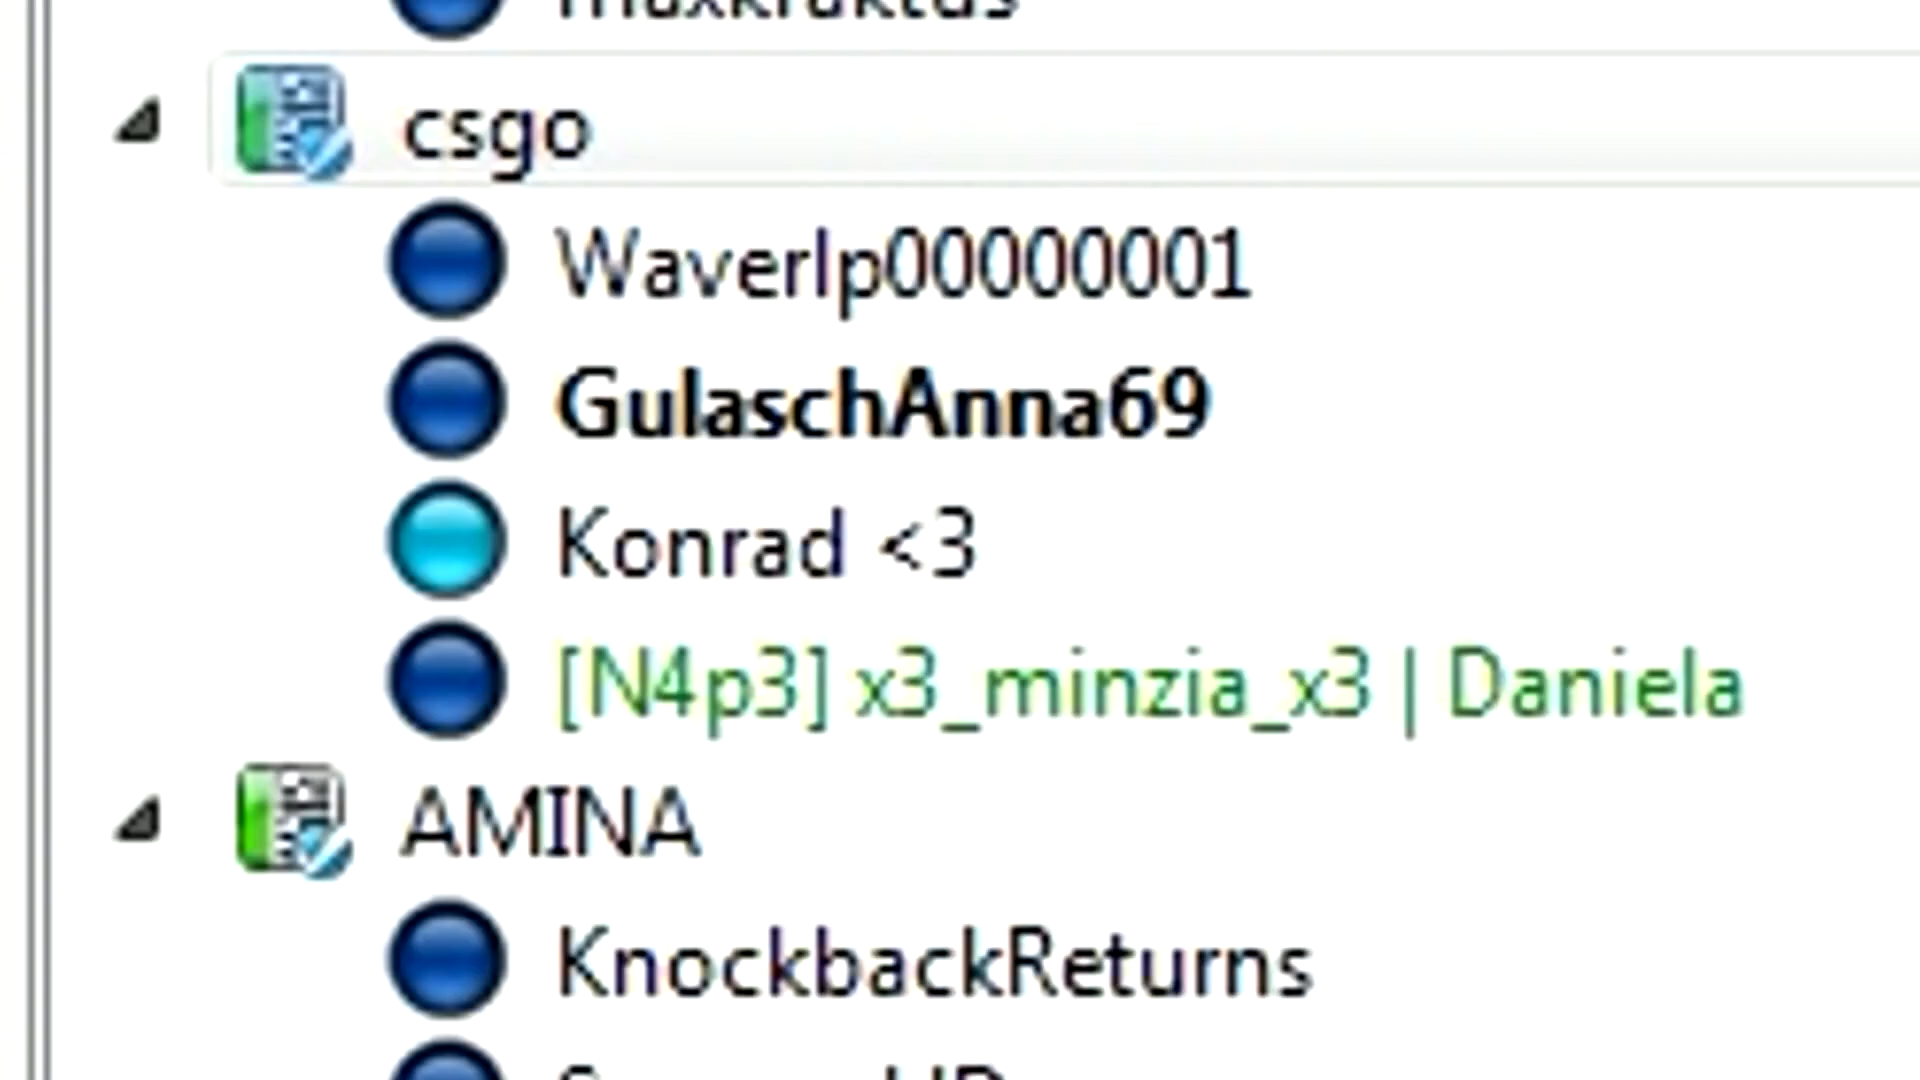 csgo
Waverlp00000001
GulaschAnna69
Konrad <3
[N4p3] x3_minzia_x3 | Daniela
AMINA
KnockbackReturns